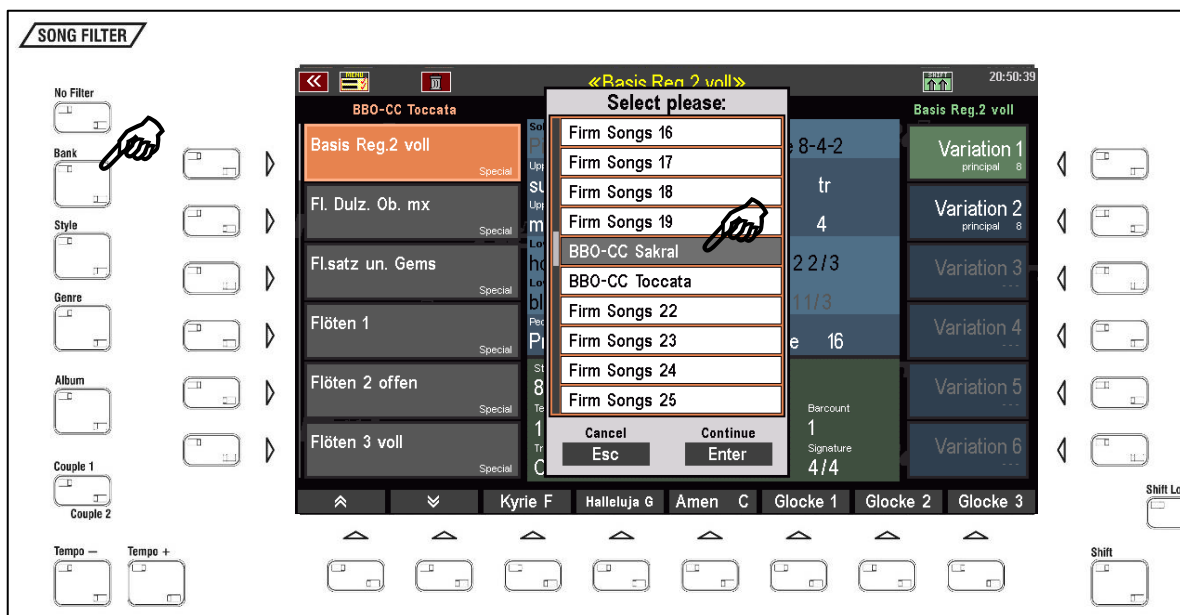 SONG FILTER
No Filter
Bank
Style
Genre
Album
Couple 1
Couple 2
Tempo —
Tempo +
MENU
«Basis Reg.2 voll»
SHIFT
20:50:39
BBO-CC Toccata
Basis Reg.2 voll
Basis Reg.2 voll
Special
Fl. Dulz. Ob. mx
Special
Fl.satz un. Gems
Special
Flöten 1
Special
Flöten 2 offen
Special
Flöten 3 voll
Special
Select please:
Firm Songs 16
Firm Songs 17
Firm Songs 18
Firm Songs 19
BBO-CC Sakral
BBO-CC Toccata
Firm Songs 22
Firm Songs 23
Firm Songs 24
Firm Songs 25
Cancel
Esc
Continue
Enter
8-4-2
tr
4
2 2/3
1 1/3
16
Barcount
1
Signature
4/4
Variation 1
principal 8
Variation 2
principal 8
Variation 3
---
Variation 4
---
Variation 5
---
Variation 6
---
Kyrie F
Halleluja G
Amen C
Glocke 1
Glocke 2
Glocke 3
Shift Lo
Shift